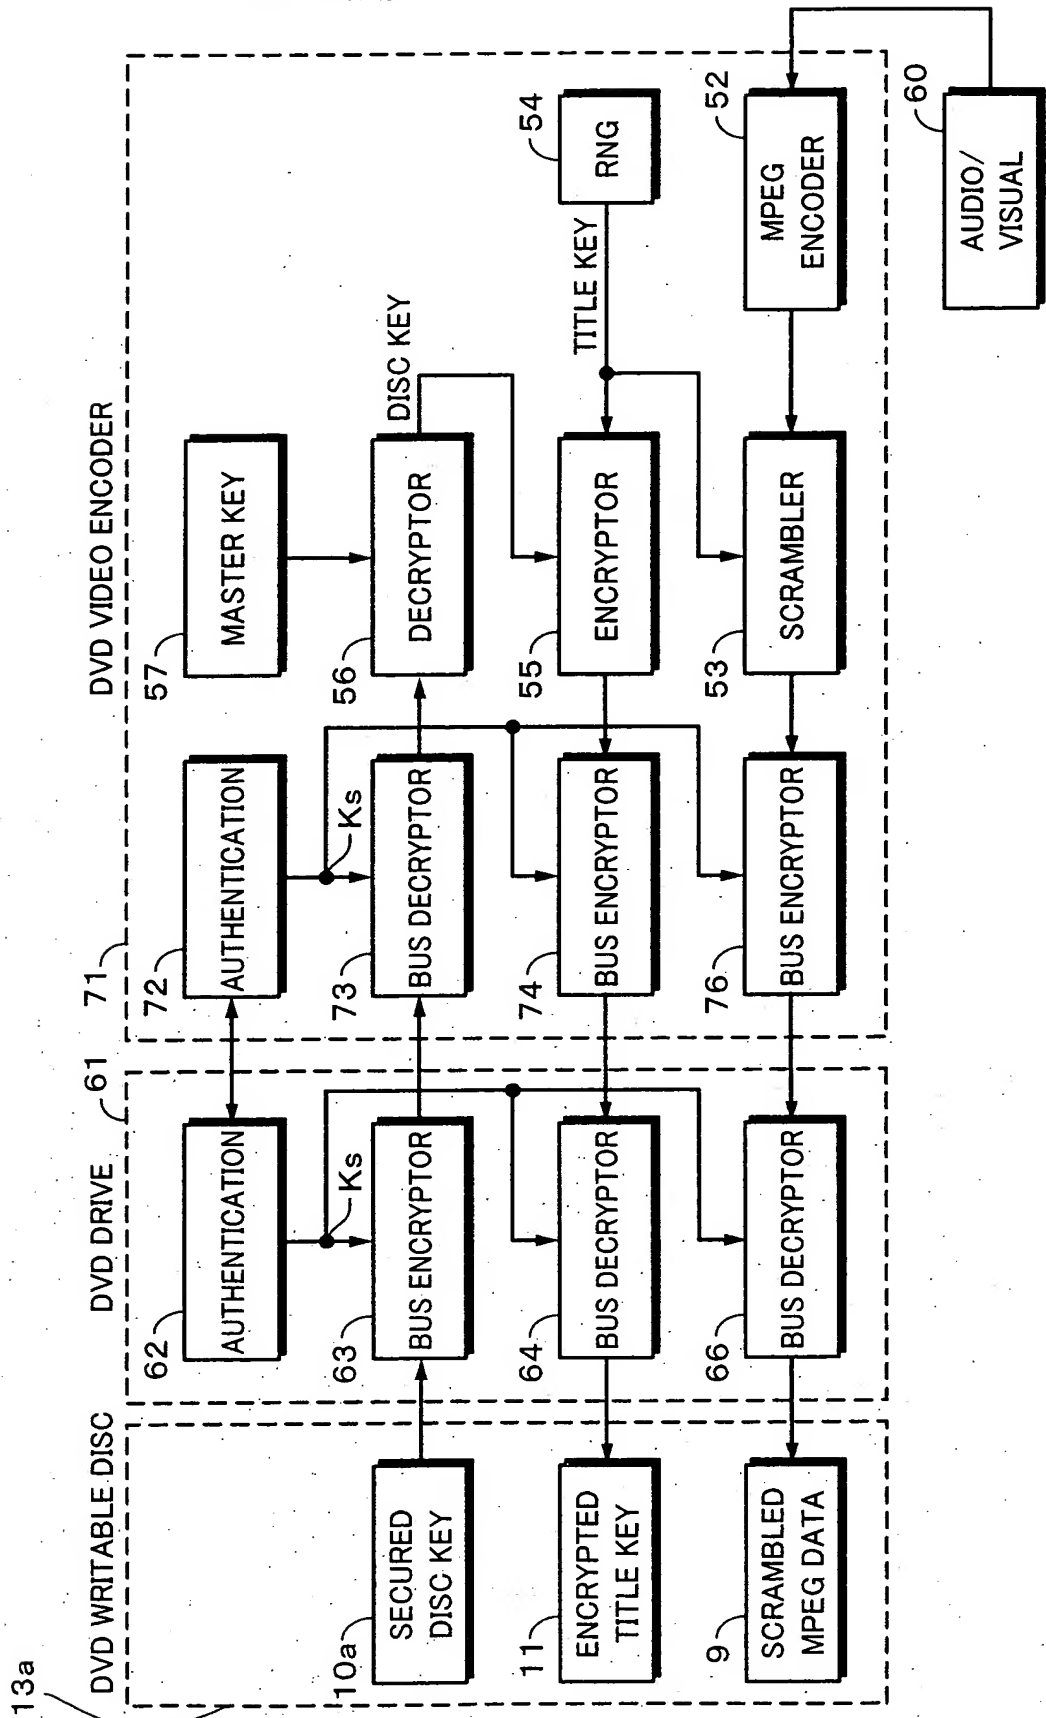 13a
DVD WRITABLE DISC
DVD DRIVE
61
71
DVD VIDEO ENCODER
62
AUTHENTICATION
72
AUTHENTICATION
57
MASTER KEY
Ks
Ks
10a
SECURED
DISC KEY
63
BUS ENCRYPTOR
73
BUS DECRYPTOR
56
DECRYPTOR
DISC KEY
11
ENCRYPTED
TITLE KEY
64
BUS DECRYPTOR
74
BUS ENCRYPTOR
55
ENCRYPTOR
TITLE KEY
54
RNG
9
SCRAMBLED
MPEG DATA
66
BUS DECRYPTOR
76
BUS ENCRYPTOR
53
SCRAMBLER
52
MPEG
ENCODER
60
AUDIO/
VISUAL